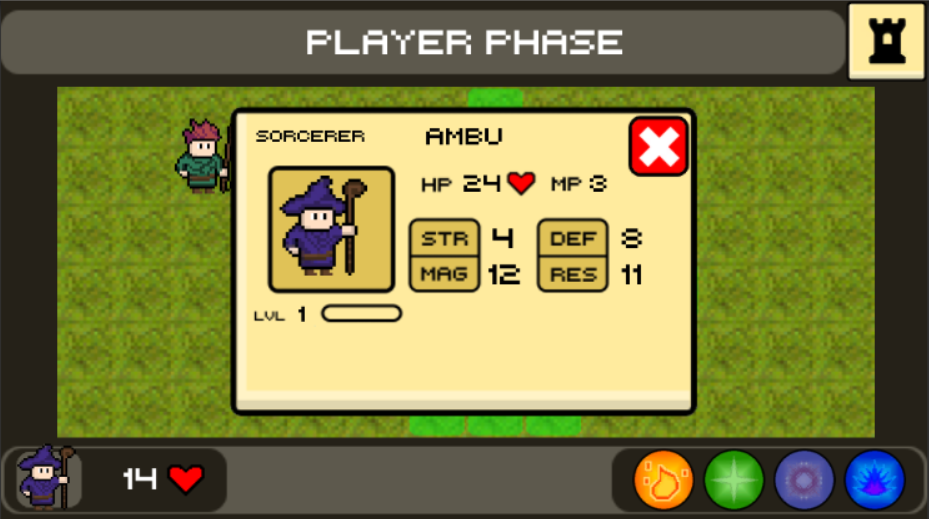 PLAYER PHASE
SORCERER AMBU
HP 24 MP 3
STR 4 DEF 8
MAG 12 RES 11
LVL 1
14